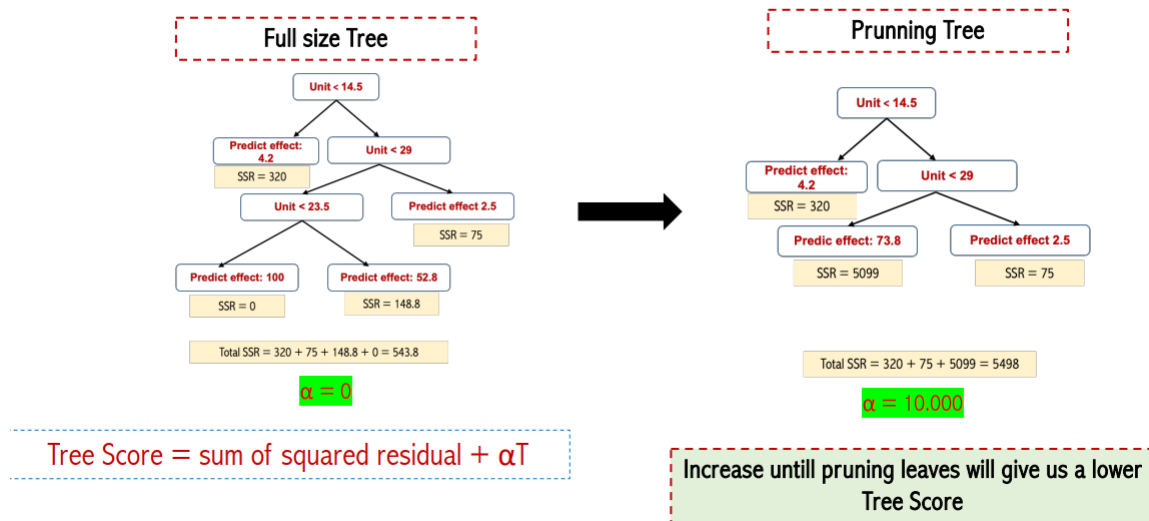 Full size Tree
Unit < 14.5
Predict effect:
4.2
SSR = 320
Unit < 29
Unit < 23.5
Predict effect 2.5
SSR = 75
Predict effect: 100
SSR = 0
Predict effect: 52.8
SSR = 148.8
Total SSR = 320 + 75 + 148.8 + 0 = 543.8
α = 0
Tree Score = sum of squared residual + αT
Prunning Tree
Unit < 14.5
Predict effect:
4.2
SSR = 320
Unit < 29
Predic effect: 73.8
SSR = 5099
Predict effect 2.5
SSR = 75
Total SSR = 320 + 75 + 5099 = 5498
α = 10.000
Increase untill pruning leaves will give us a lower
Tree Score